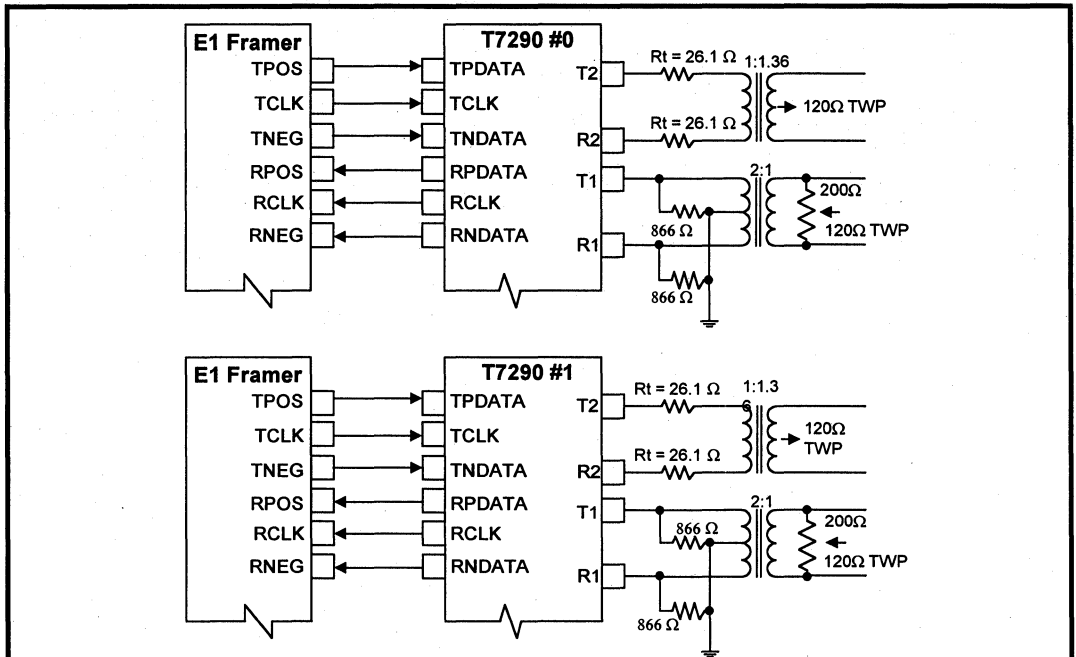 E1 Framer
TPOS
TCLK
TNEG
RPOS
RCLK
RNEG
T7290 #0
TPDATA
TCLK
TNDATA
RPDATA
RCLK
RNDATA
T2
R2
T1
R1
Rt = 26.1 Ω
1:1.36
120Ω TWP
Rt = 26.1 Ω
2:1
200Ω
120Ω TWP
866 Ω
866 Ω
E1 Framer
TPOS
TCLK
TNEG
RPOS
RCLK
RNEG
T7290 #1
TPDATA
TCLK
TNDATA
RPDATA
RCLK
RNDATA
T2
R2
T1
R1
Rt = 26.1 Ω
1:1.3
6
120Ω
TWP
Rt = 26.1 Ω
2:1
200Ω
120Ω TWP
866 Ω
866 Ω